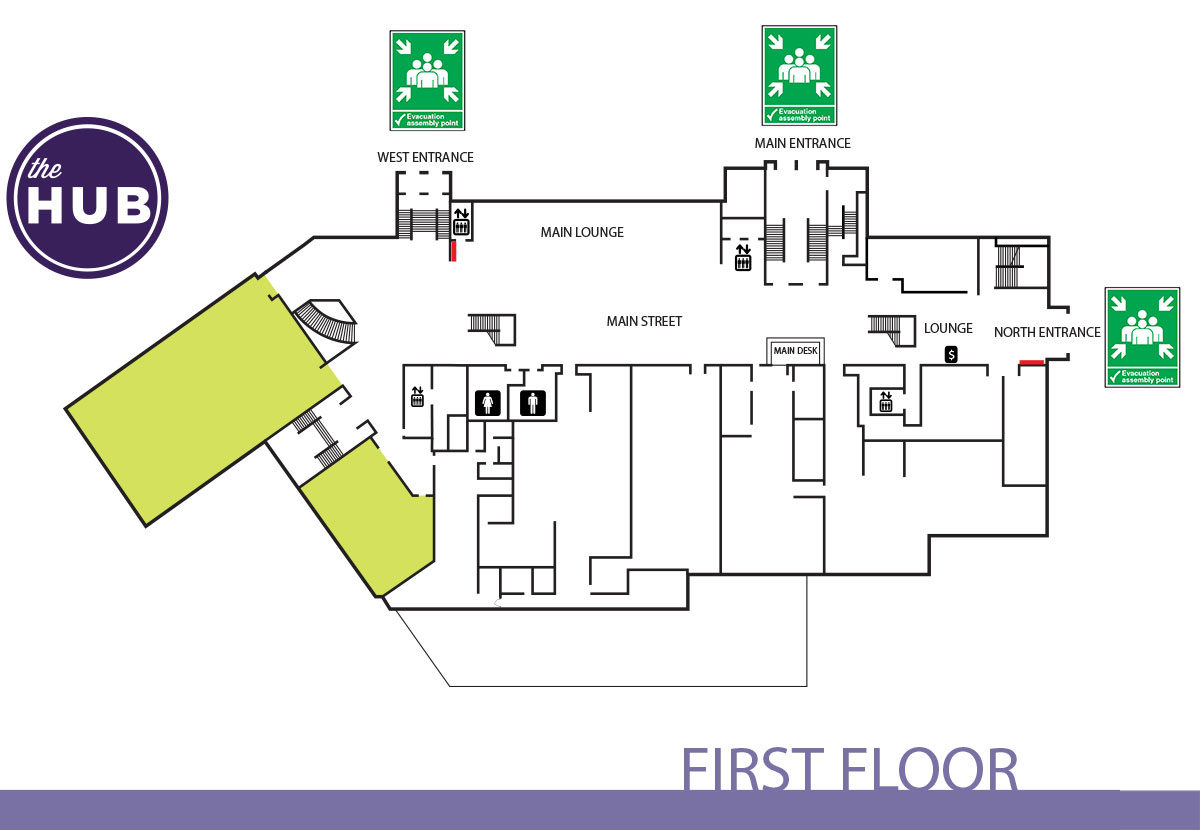 the
HUB
Evacuation
assembly point
Evacuation
assembly point
WEST ENTRANCE
MAIN ENTRANCE
MAIN LOUNGE
MAIN STREET
LOUNGE
NORTH ENTRANCE
Evacuation
assembly point
MAIN DESK
$
FIRST FLOOR